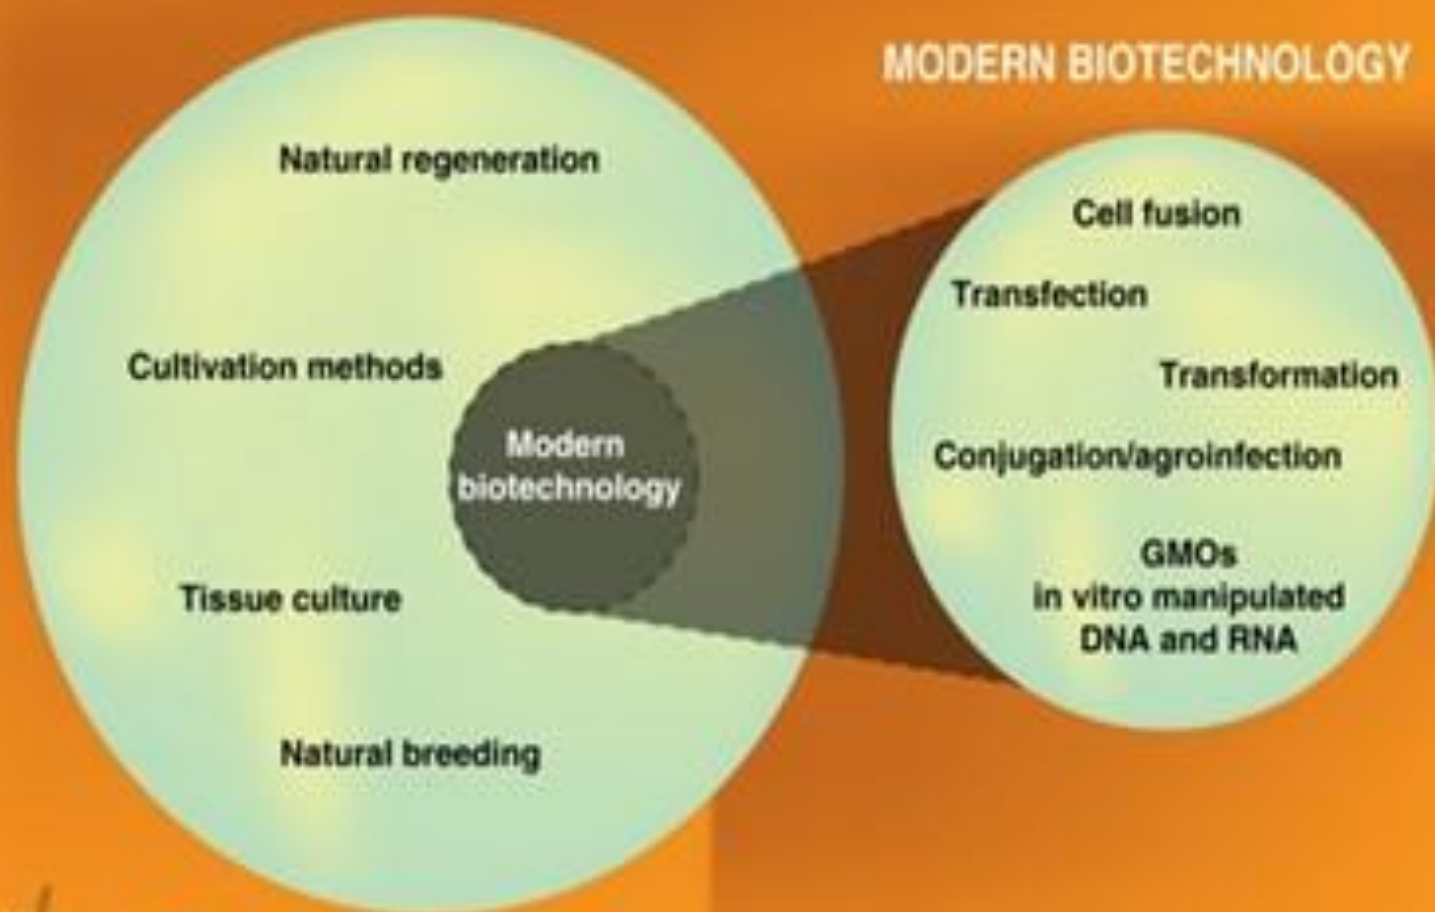 MODERN BIOTECHNOLOGY
Natural regeneration
Cultivation methods
Modern
biotechnology
Tissue culture
Natural breeding
Cell fusion
Transfection
Transformation
Conjugation/agroinfection
GMOs
in vitro manipulated
DNA and RNA